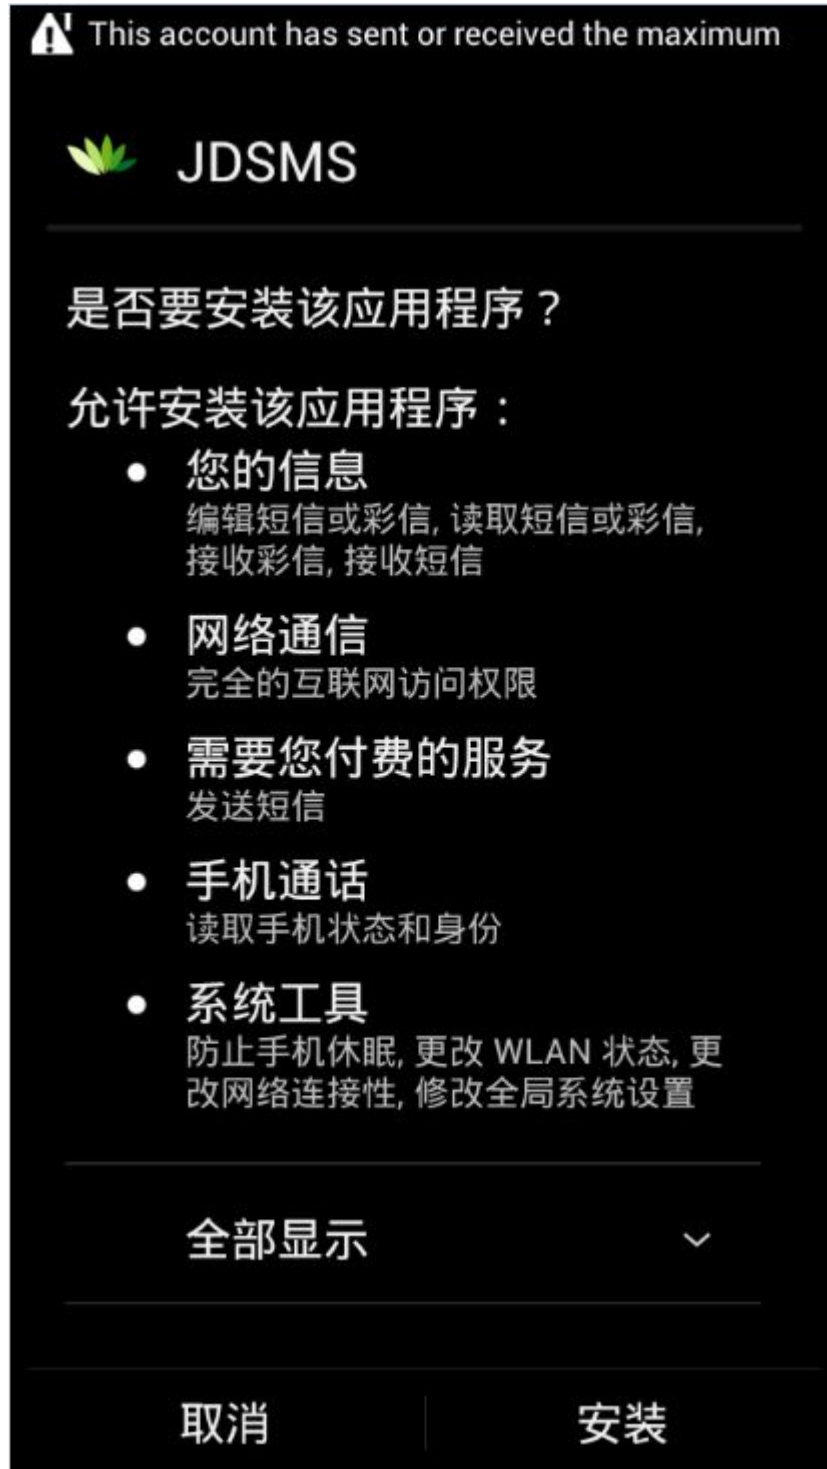 This account has sent or received the maximum
JDSMS
是否要安装该应用程序？
允许安装该应用程序：
• 您的信息
编辑短信或彩信, 读取短信或彩信,
接收彩信, 接收短信
• 网络通信
完全的互联网访问权限
• 需要您付费的服务
发送短信
• 手机通话
读取手机状态和身份
• 系统工具
防止手机休眠, 更改 WLAN 状态, 更
改网络连接性, 修改全局系统设置
全部显示
取消
安装